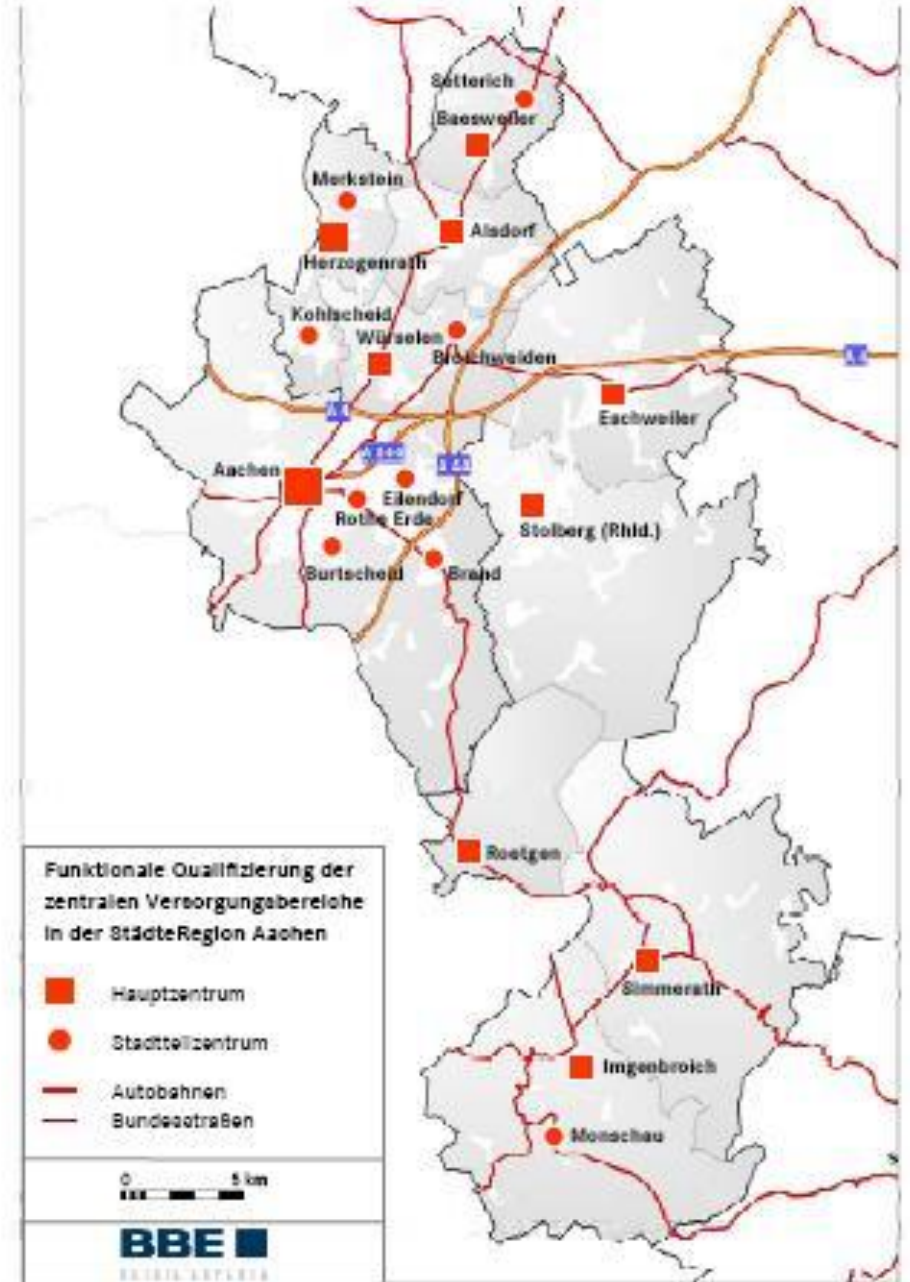 Setterich
Baesweiler
Merkstein
Alsdorf
Herzogenrath
Kohlscheid
Würselen
Broichweiden
A 4
Eschweiler
A 4
A 544
A 44
Aachen
Eilendorf
Rothe Erde
Stolberg (Rhld.)
Burtscheid
Brand
Roetgen
Simmerath
Imgenbroich
Monschau
Funktionale Qualifizierung der
zentralen Versorgungsbereiche
in der StädteRegion Aachen
Hauptzentrum
Stadtteilzentrum
Autobahnen
Bundesstraßen
0 5 km
BBE